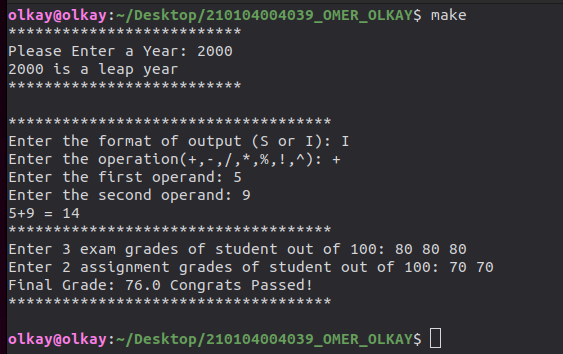 olkay@olkay:~/Desktop/210104004039_OMER_OLKAY$ make
**************************
Please Enter a Year: 2000
2000 is a leap year
**************************
************************************
Enter the format of output (S or I): I
Enter the operation(+,-,/,*,%,!,^): +
Enter the first operand: 5
Enter the second operand: 9
5+9 = 14
************************************
Enter 3 exam grades of student out of 100: 80 80 80
Enter 2 assignment grades of student out of 100: 70 70
Final Grade: 76.0 Congrats Passed!
************************************
olkay@olkay:~/Desktop/210104004039_OMER_OLKAY$